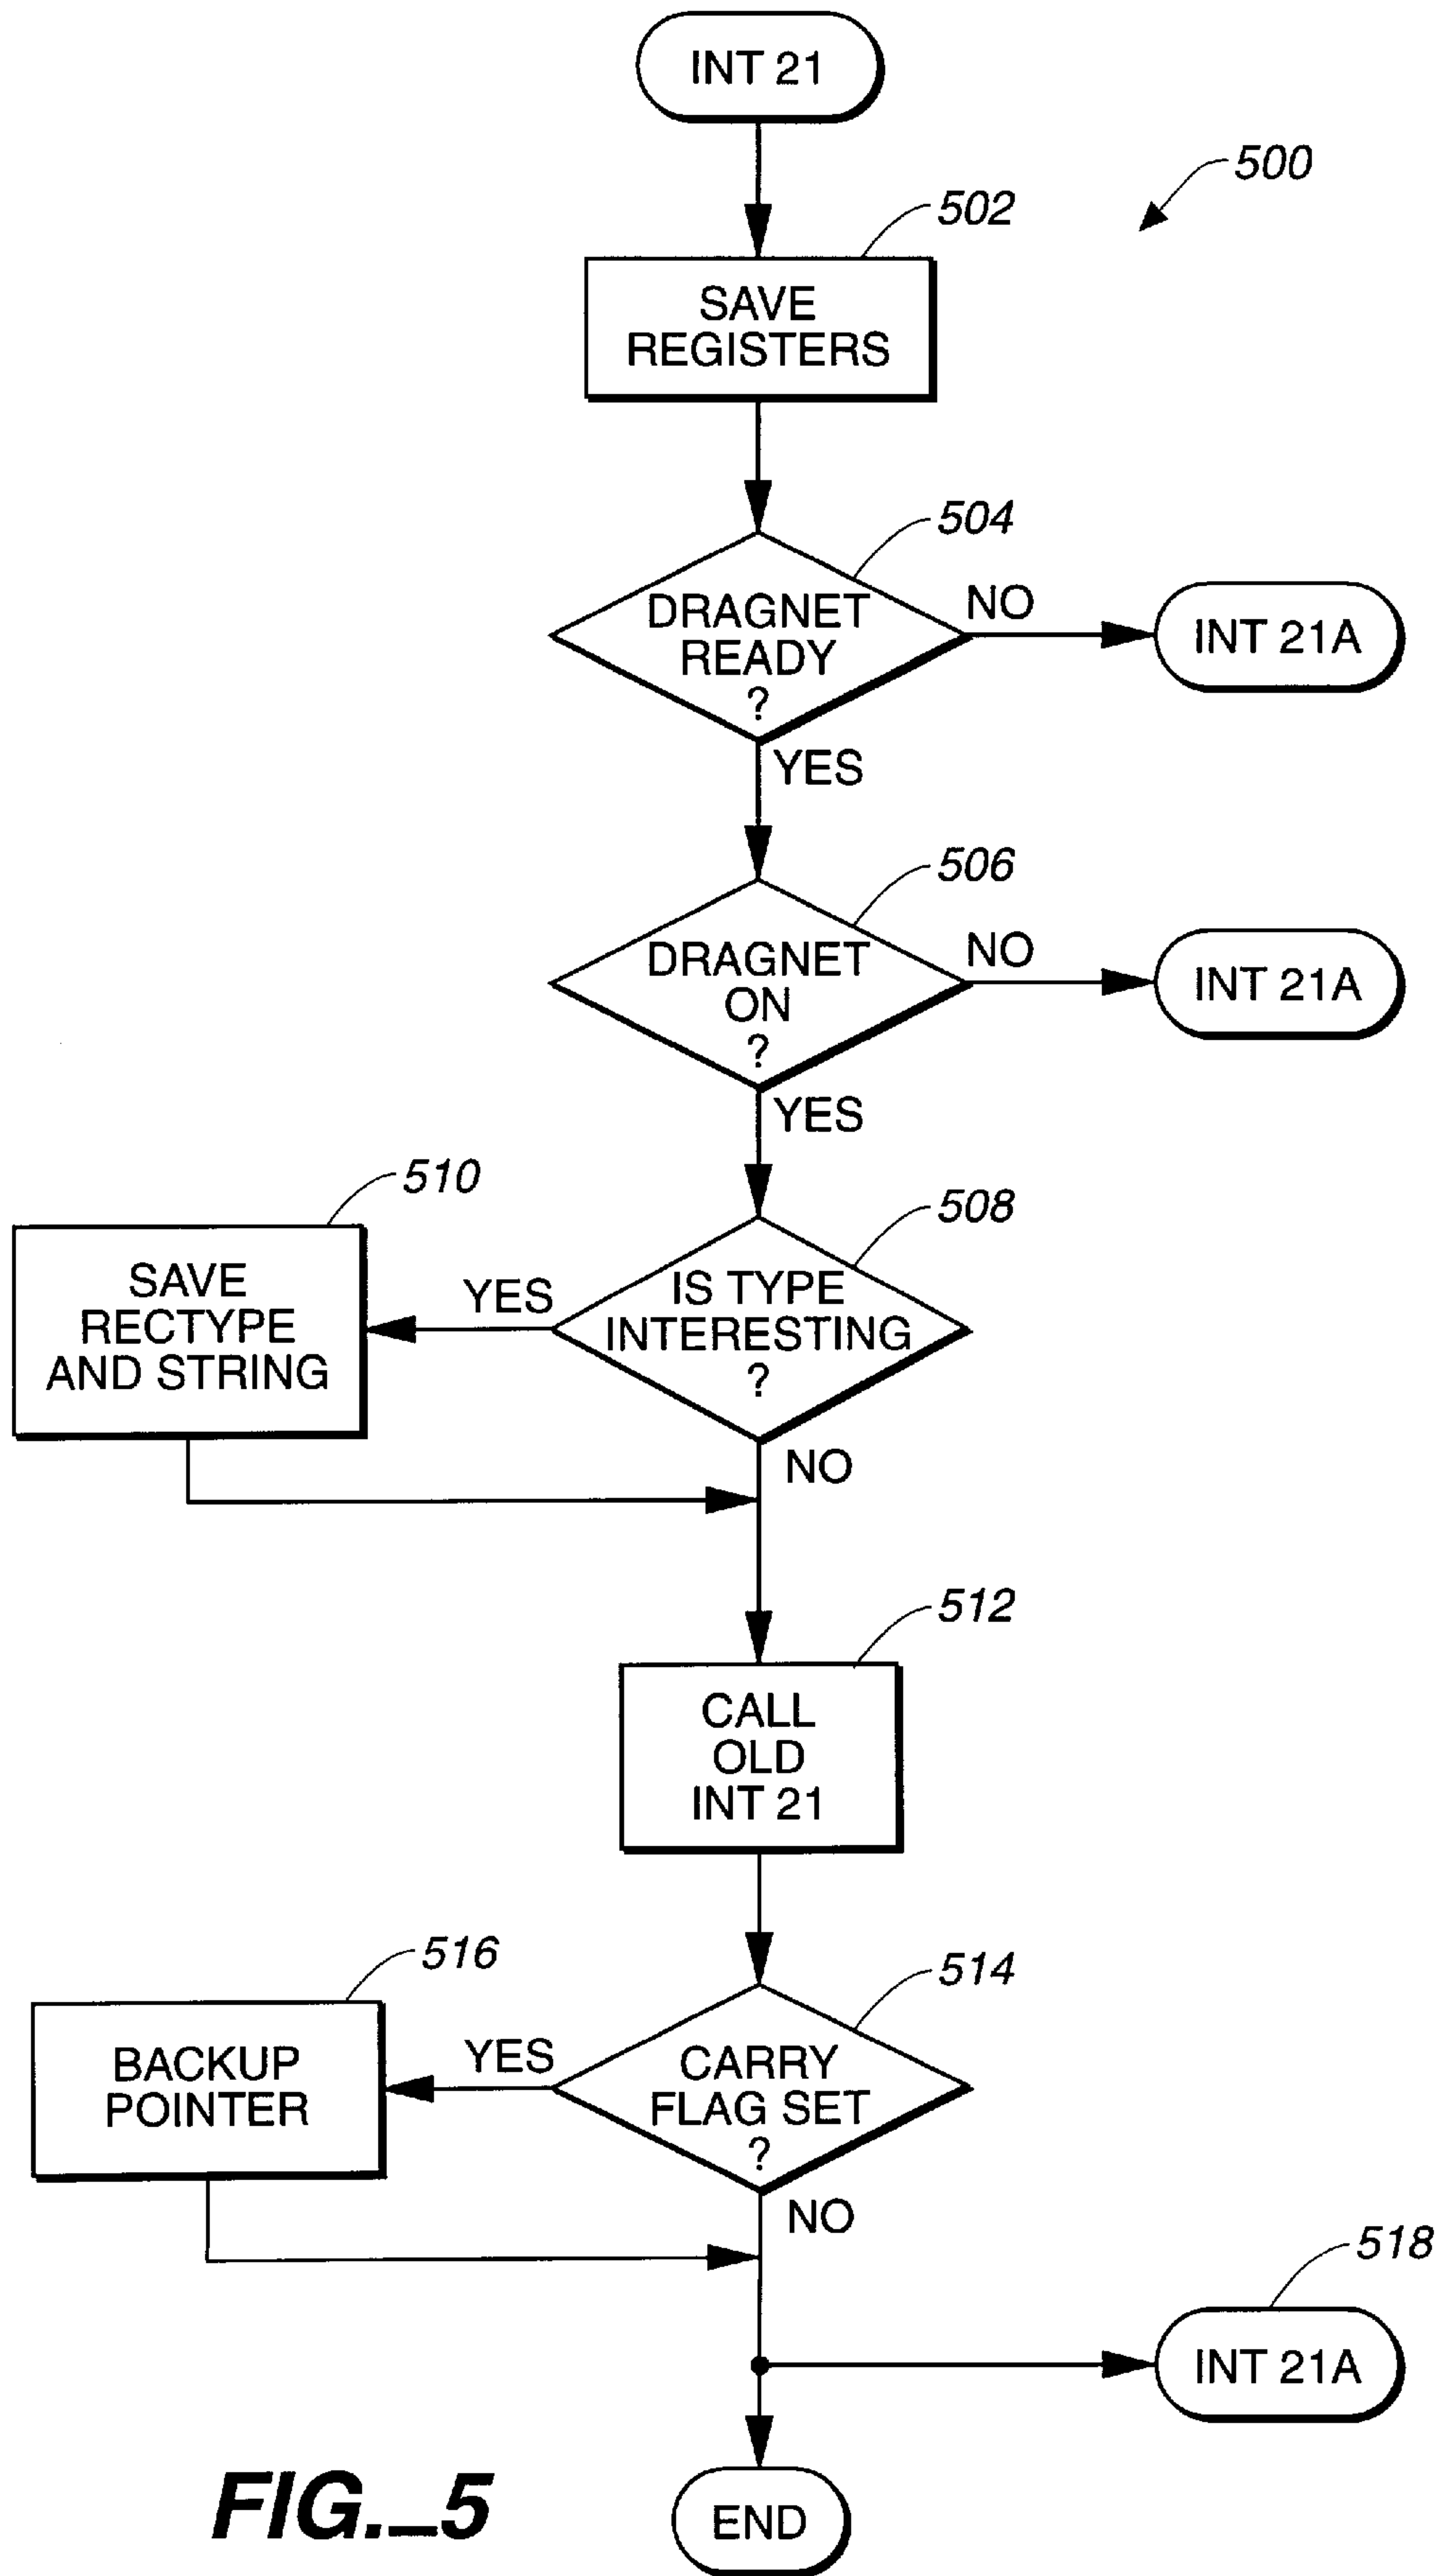 INT 21
500
502
SAVE
REGISTERS
504
DRAGNET
READY
?
NO
INT 21A
YES
506
DRAGNET
ON
?
NO
INT 21A
YES
510
508
SAVE
RECTYPE
AND STRING
YES
IS TYPE
INTERESTING
?
NO
512
CALL
OLD
INT 21
516
514
BACKUP
POINTER
YES
CARRY
FLAG SET
?
NO
518
INT 21A
END
FIG._5